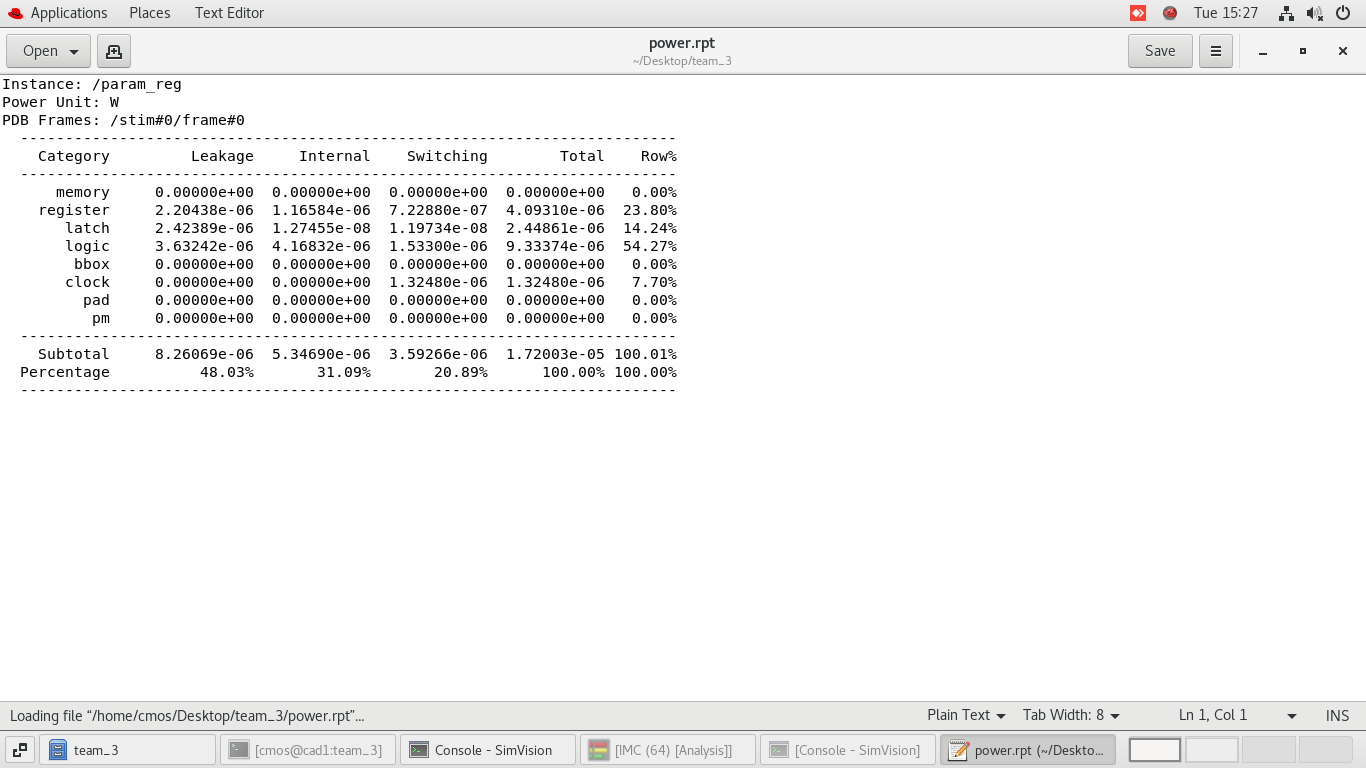 Applications Places Text Editor Tue 15:27
Open power.rpt Save
~/Desktop/team_3
Instance: /param_reg
Power Unit: W
PDB Frames: /stim#0/frame#0
-------------------------------------------------------------------------
Category Leakage Internal Switching Total Row%
-------------------------------------------------------------------------
memory 0.00000e+00 0.00000e+00 0.00000e+00 0.00000e+00 0.00%
register 2.20438e-06 1.16584e-06 7.22880e-07 4.09310e-06 23.80%
latch 2.42389e-06 1.27455e-08 1.19734e-08 2.44861e-06 14.24%
logic 3.63242e-06 4.16832e-06 1.53300e-06 9.33374e-06 54.27%
bbox 0.00000e+00 0.00000e+00 0.00000e+00 0.00000e+00 0.00%
clock 0.00000e+00 0.00000e+00 1.32480e-06 1.32480e-06 7.70%
pad 0.00000e+00 0.00000e+00 0.00000e+00 0.00000e+00 0.00%
pm 0.00000e+00 0.00000e+00 0.00000e+00 0.00000e+00 0.00%
-------------------------------------------------------------------------
Subtotal 8.26069e-06 5.34690e-06 3.59266e-06 1.72003e-05 100.01%
Percentage 48.03% 31.09% 20.89% 100.00% 100.00%
-------------------------------------------------------------------------
Loading file “/home/cmos/Desktop/team_3/power.rpt”... Plain Text Tab Width: 8 Ln 1, Col 1 INS
team_3 [cmos@cad1:team_3] Console - SimVision [IMC (64) [Analysis]] [Console - SimVision] power.rpt (~/Deskto...